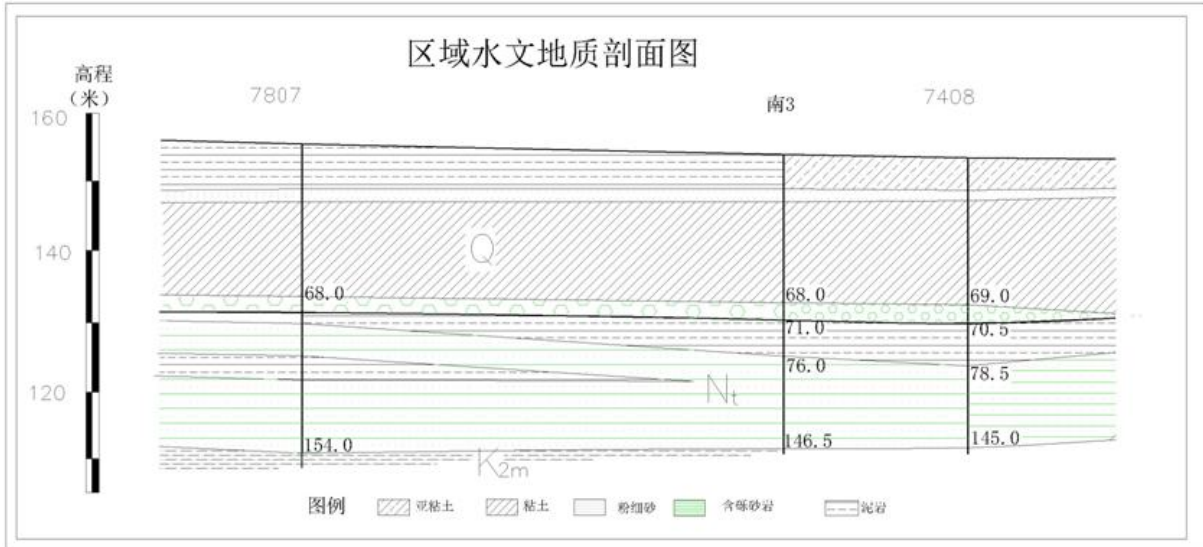 区域水文地质剖面图
高程
（米）
7807
南3
7408
160
140
Q
68.0
68.0
69.0
71.0
70.5
76.0
78.5
120
Nt
154.0
146.5
145.0
K2m
图例
亚粘土
粘土
粉细砂
含砾砂岩
泥岩